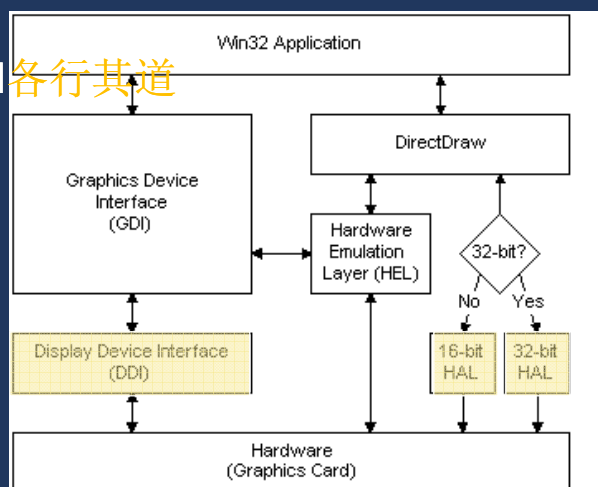 Win32 Application
各行其道
DirectDraw
Graphics Device
Interface
(GDI)
Hardware
Emulation
Layer (HEL)
32-bit?
No
Yes
Display Device Interface
(DDI)
16-bit
HAL
32-bit
HAL
Hardware
(Graphics Card)